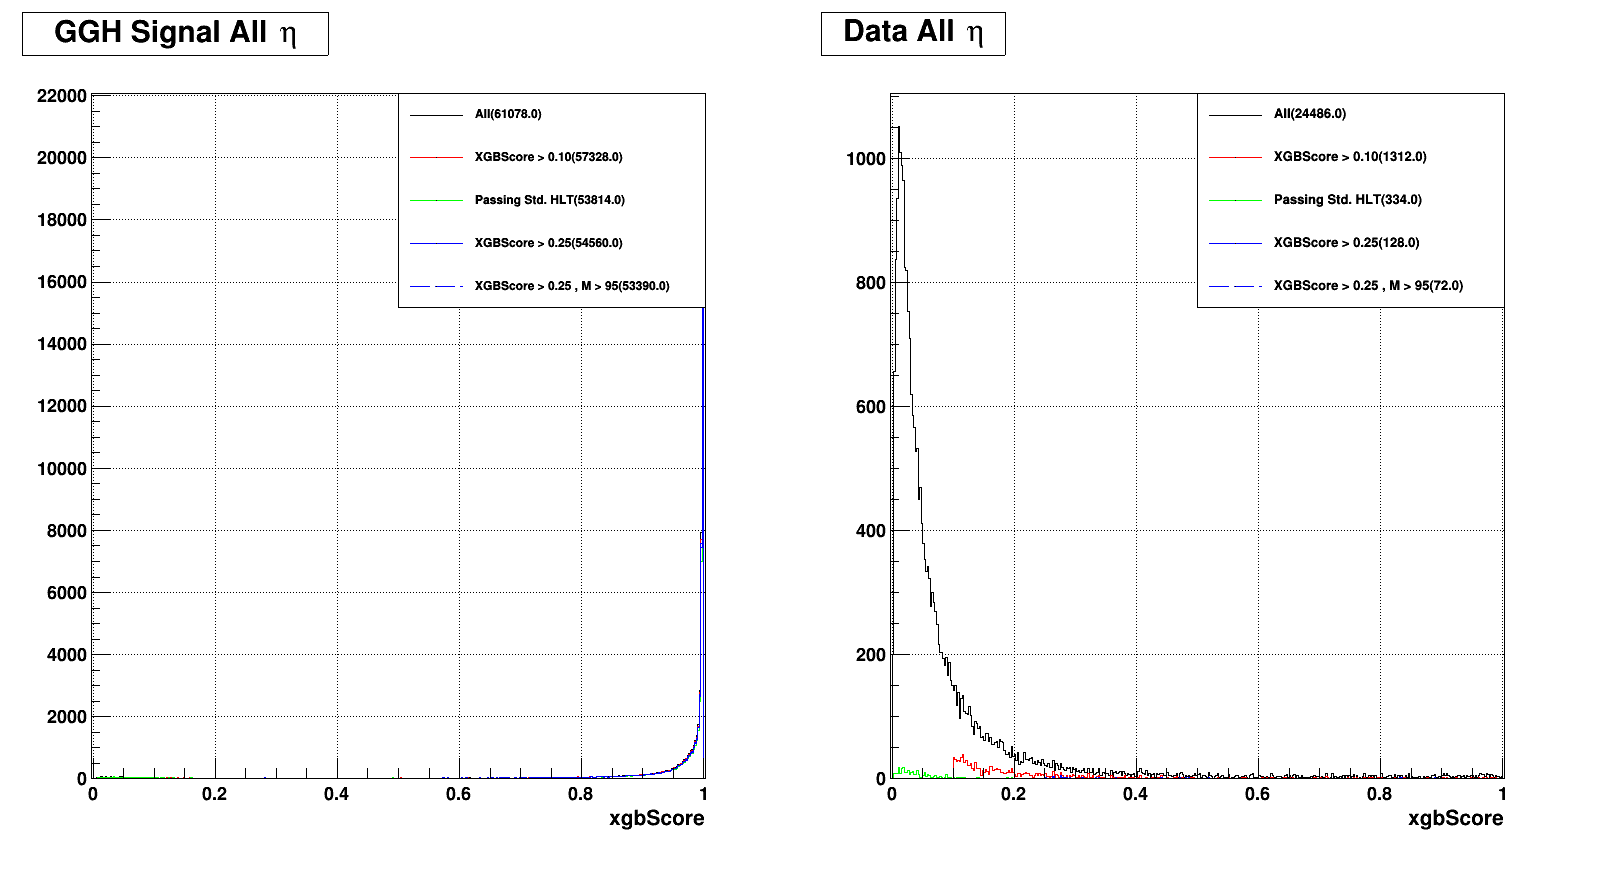 GGH Signal All η
22000
20000
18000
16000
14000
12000
10000
8000
6000
4000
2000
0
0 0.2 0.4 0.6 0.8 1
xgbScore
All(61078.0)
XGBScore > 0.10(57328.0)
Passing Std. HLT(53814.0)
XGBScore > 0.25(54560.0)
XGBScore > 0.25 , M > 95(53390.0)
Data All η
1000
800
600
400
200
0
0 0.2 0.4 0.6 0.8 1
xgbScore
All(24486.0)
XGBScore > 0.10(1312.0)
Passing Std. HLT(334.0)
XGBScore > 0.25(128.0)
XGBScore > 0.25 , M > 95(72.0)